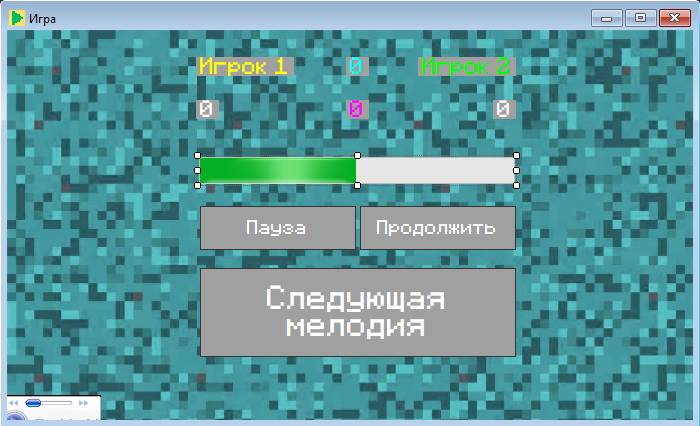 Игра
Игрок 1 0 Игрок 2
0 0 0
Пауза Продолжить
Следующая
мелодия